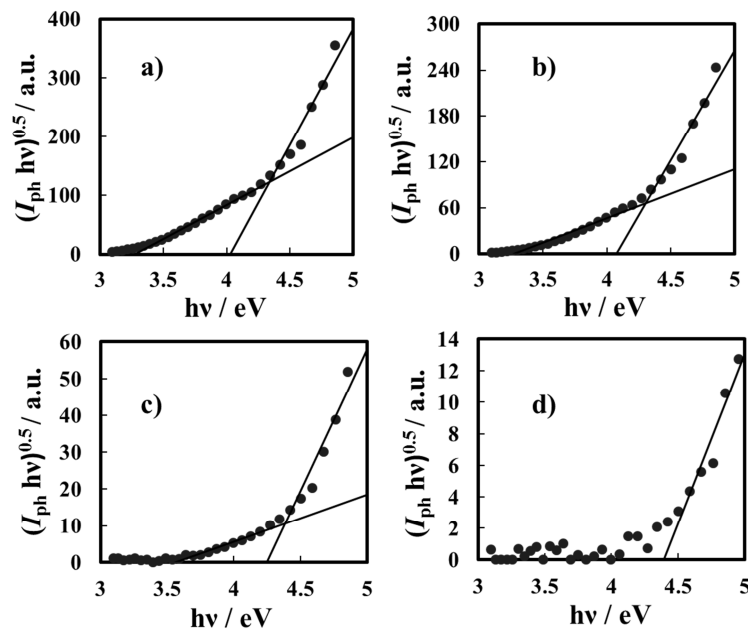 400
300
200
100
0
3 3.5 4 4.5 5
(Iph hν)0.5 / a.u.
hν / eV
a)
300
240
180
120
60
0
3 3.5 4 4.5 5
(Iph hν)0.5 / a.u.
hν / eV
b)
60
50
40
30
20
10
0
3 3.5 4 4.5 5
(Iph hν)0.5 / a.u.
hν / eV
c)
14
12
10
8
6
4
2
0
3 3.5 4 4.5 5
(Iph hν)0.5 / a.u.
hν / eV
d)